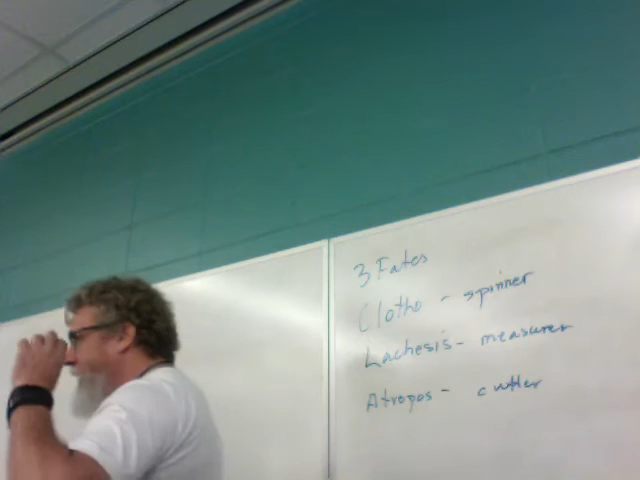 3 Fates
Clotho - spinner
Lachesis - measurer
Atropos - cutter